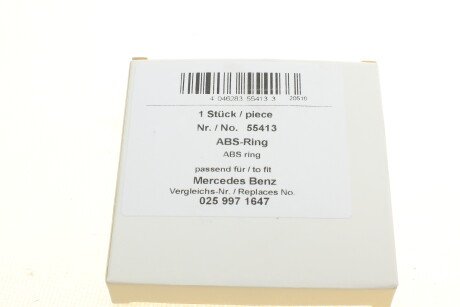 4 046283 55413 3 20510
1 Stück / piece
Nr. / No. 55413
ABS-Ring
ABS ring
passend für / to fit
Mercedes Benz
Vergleichs-Nr. / Replaces No.
025 997 1647